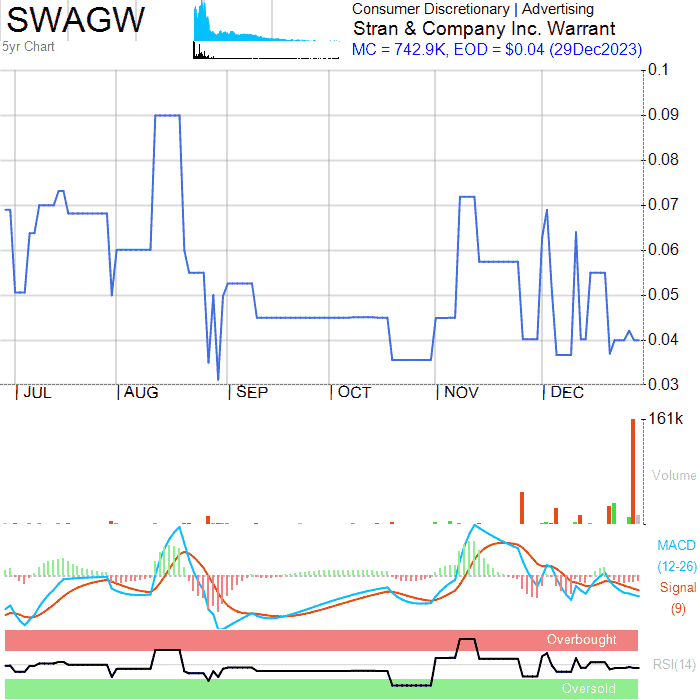 SWAGW
5yr Chart
Consumer Discretionary | Advertising
Stran & Company Inc. Warrant
MC = 742.9K, EOD = $0.04 (29Dec2023)
0.1
0.09
0.08
0.07
0.06
0.05
0.04
0.03
JUL AUG SEP OCT NOV DEC
161k
Volume
MACD
(12-26)
Signal
(9)
Overbought
RSI(14)
Oversold